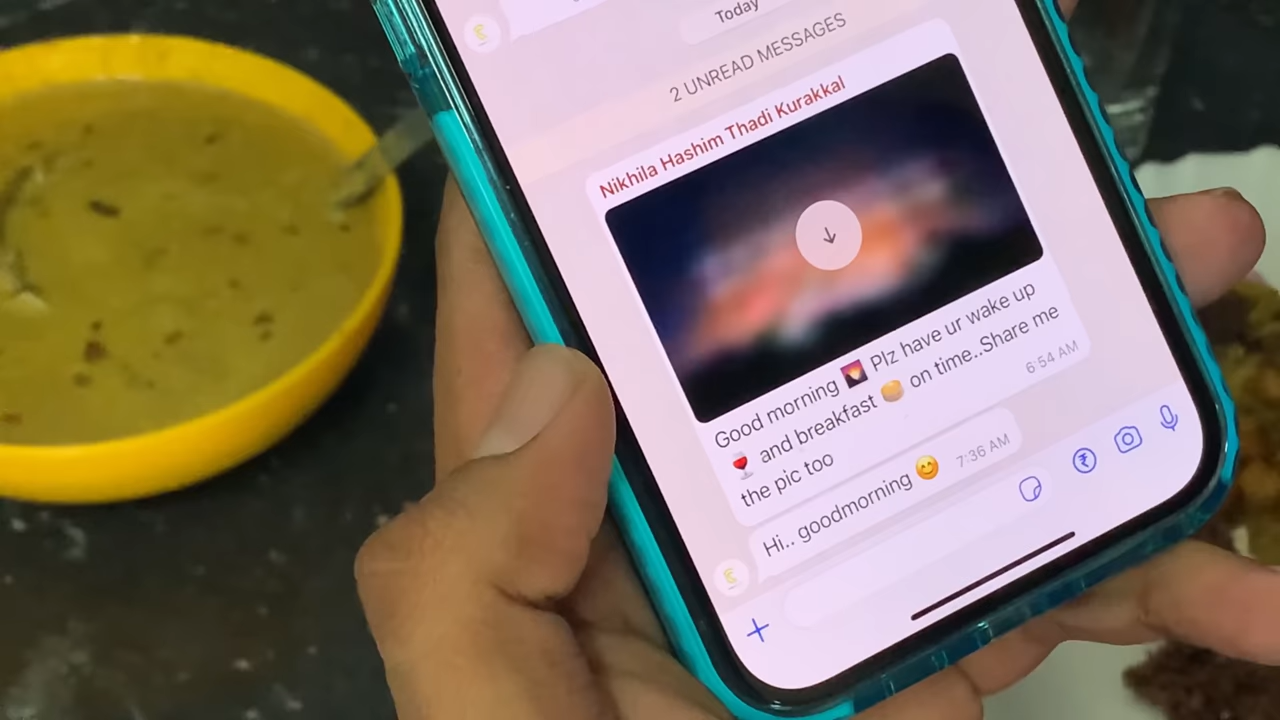 Today
2 UNREAD MESSAGES
Nikhila Hashim Thadi Kurakkal
Good morning 🌄 Plz have ur wake up
🍷 and breakfast 🥞 on time..Share me
the pic too
6:54 AM
Hi.. goodmorning 😊 7:36 AM